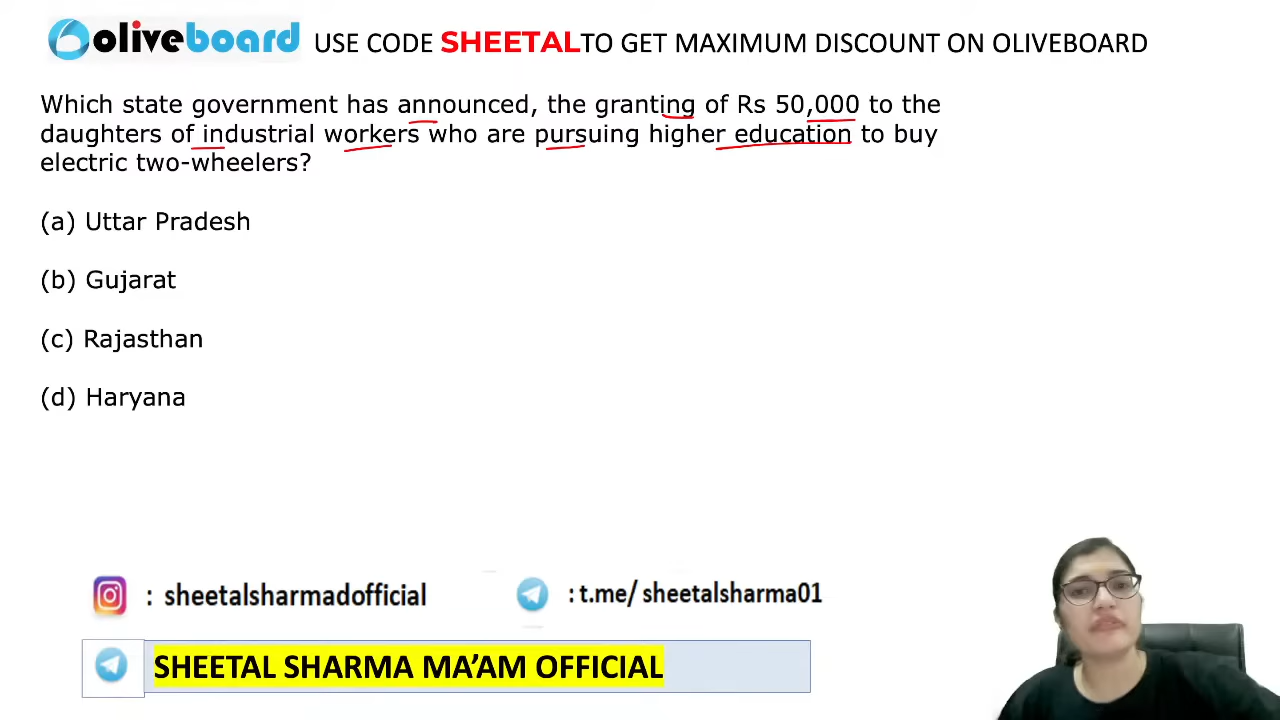 oliveboard USE CODE SHEETAL TO GET MAXIMUM DISCOUNT ON OLIVEBOARD
Which state government has announced, the granting of Rs 50,000 to the
daughters of industrial workers who are pursuing higher education to buy
electric two-wheelers?
(a) Uttar Pradesh
(b) Gujarat
(c) Rajasthan
(d) Haryana
: sheetalsharmadofficial
: t.me/ sheetalsharma01
SHEETAL SHARMA MA'AM OFFICIAL